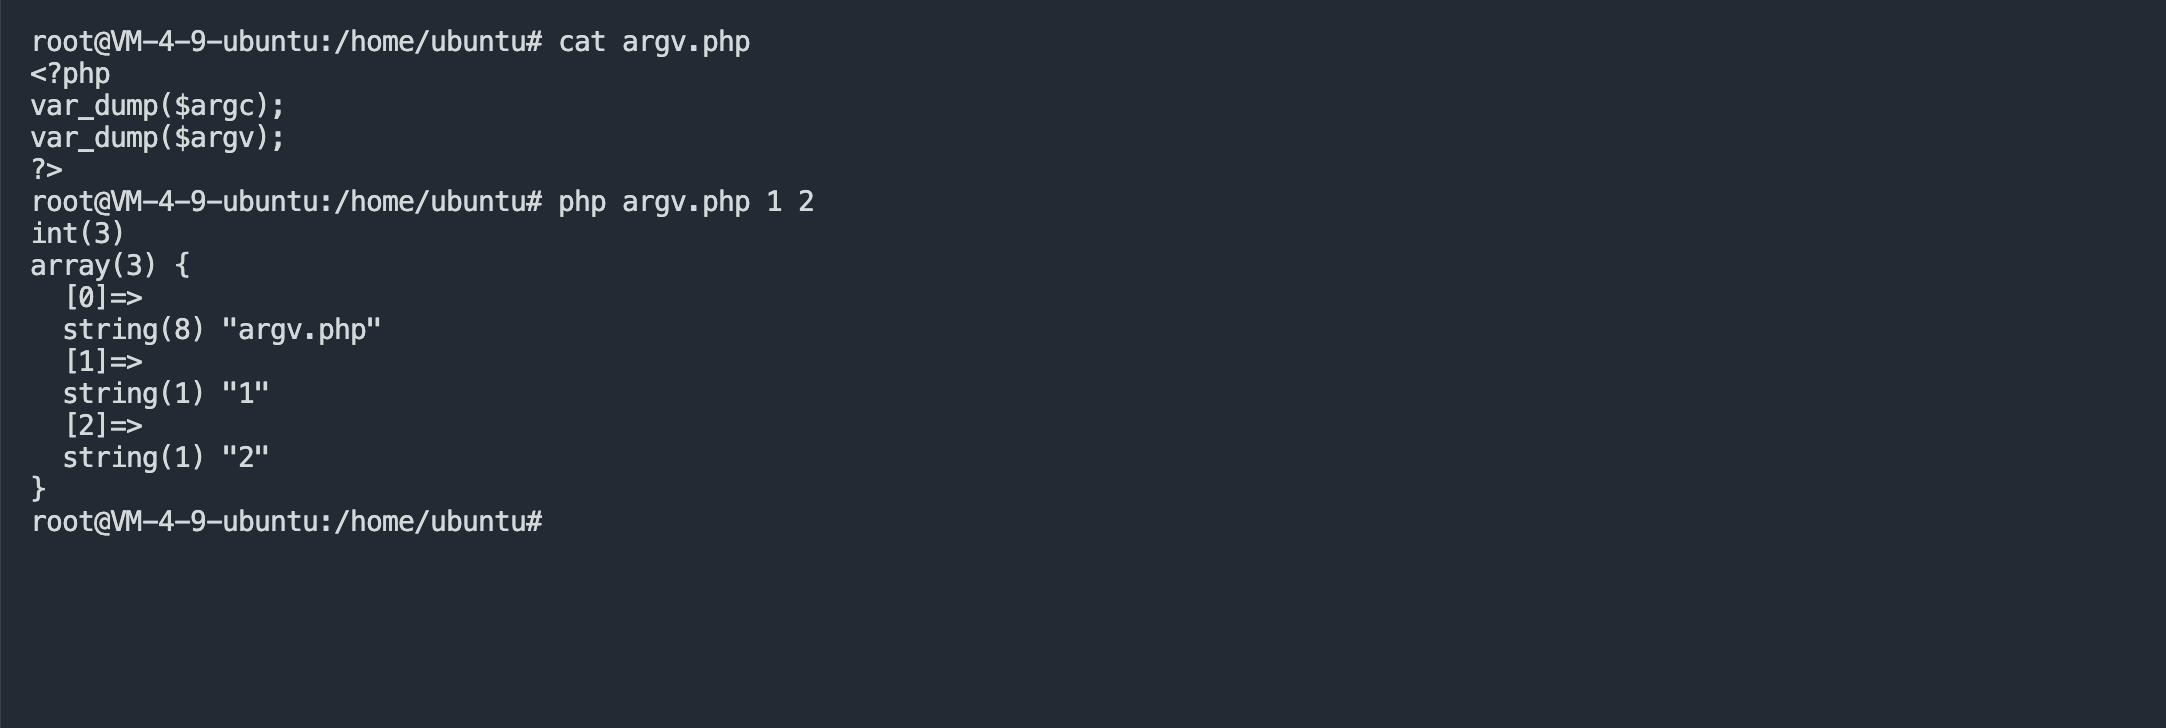 root@VM-4-9-ubuntu:/home/ubuntu# cat argv.php
<?php
var_dump($argc);
var_dump($argv);
?>
root@VM-4-9-ubuntu:/home/ubuntu# php argv.php 1 2
int(3)
array(3) {
  [0]=>
  string(8) "argv.php"
  [1]=>
  string(1) "1"
  [2]=>
  string(1) "2"
}
root@VM-4-9-ubuntu:/home/ubuntu#